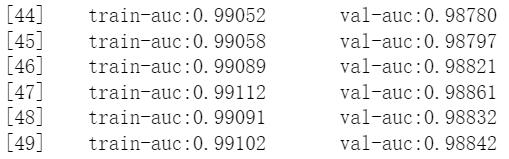 [44] train-auc:0.99052 val-auc:0.98780
[45] train-auc:0.99058 val-auc:0.98797
[46] train-auc:0.99089 val-auc:0.98821
[47] train-auc:0.99112 val-auc:0.98861
[48] train-auc:0.99091 val-auc:0.98832
[49] train-auc:0.99102 val-auc:0.98842